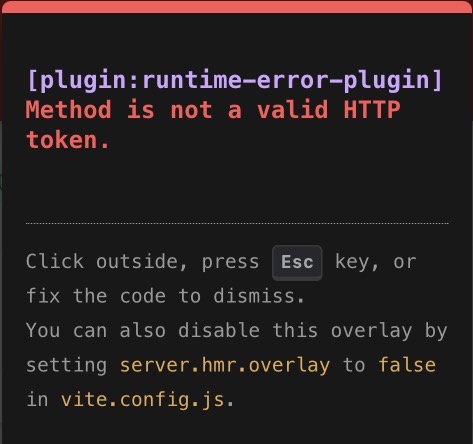 [plugin:runtime-error-plugin]
Method is not a valid HTTP
token.
Click outside, press Esc key, or
fix the code to dismiss.
You can also disable this overlay by
setting server.hmr.overlay to false
in vite.config.js.